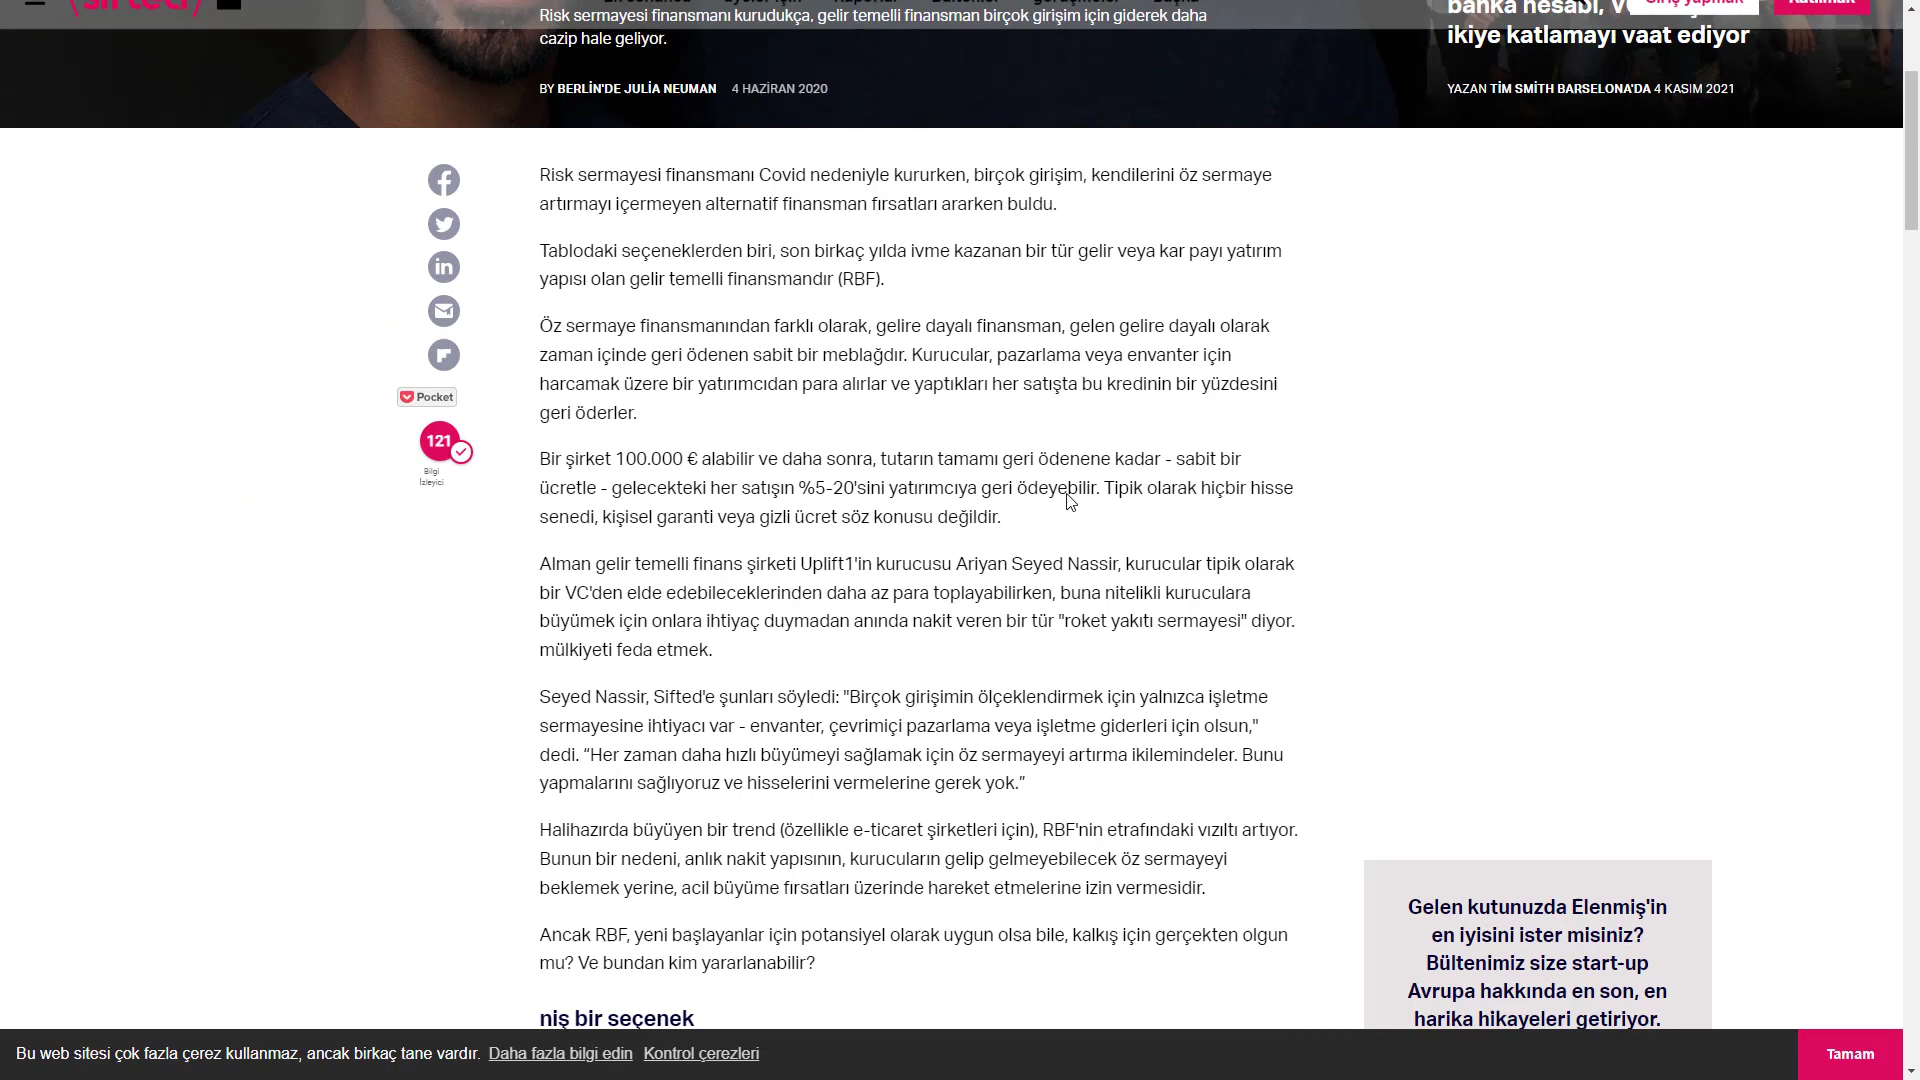 Risk sermayesi finansmanı kurudukça, gelir temelli finansman birçok girişim için giderek daha
cazip hale geliyor.
BY BERLİN'DE JULİA NEUMAN 4 HAZİRAN 2020
banka hesabı,
ikiye katlamayı vaat ediyor
YAZAN TİM SMİTH BARSELONA'DA 4 KASIM 2021
Risk sermayesi finansmanı Covid nedeniyle kururken, birçok girişim, kendilerini öz sermaye
artırmayı içermeyen alternatif finansman fırsatları ararken buldu.
Tablodaki seçeneklerden biri, son birkaç yılda ivme kazanan bir tür gelir veya kar payı yatırım
yapısı olan gelir temelli finansmandır (RBF).
Öz sermaye finansmanından farklı olarak, gelire dayalı finansman, gelen gelire dayalı olarak
zaman içinde geri ödenen sabit bir meblağdır. Kurucular, pazarlama veya envanter için
harcamak üzere bir yatırımcıdan para alırlar ve yaptıkları her satışta bu kredinin bir yüzdesini
geri öderler.
Pocket
121
Bilgi
İzleyici
Bir şirket 100.000 € alabilir ve daha sonra, tutarın tamamı geri ödenene kadar - sabit bir
ücretle - gelecekteki her satışın %5-20'sini yatırımcıya geri ödeyebilir. Tipik olarak hiçbir hisse
senedi, kişisel garanti veya gizli ücret söz konusu değildir.
Alman gelir temelli finans şirketi Uplift1'in kurucusu Ariyan Seyed Nassir, kurucular tipik olarak
bir VC'den elde edebileceklerinden daha az para toplayabilirken, buna nitelikli kuruculara
büyümek için onlara ihtiyaç duymadan anında nakit veren bir tür "roket yakıtı sermayesi" diyor.
mülkiyeti feda etmek.
Seyed Nassir, Sifted'e şunları söyledi: "Birçok girişimin ölçeklendirmek için yalnızca işletme
sermayesine ihtiyacı var - envanter, çevrimiçi pazarlama veya işletme giderleri için olsun,"
dedi. “Her zaman daha hızlı büyümeyi sağlamak için öz sermayeyi artırma ikilemindeler. Bunu
yapmalarını sağlıyoruz ve hisselerini vermelerine gerek yok.”
Halihazırda büyüyen bir trend (özellikle e-ticaret şirketleri için), RBF'nin etrafındaki vızıltı artıyor.
Bunun bir nedeni, anlık nakit yapısının, kurucuların gelip gelmeyebilecek öz sermayeyi
beklemek yerine, acil büyüme fırsatları üzerinde hareket etmelerine izin vermesidir.
Ancak RBF, yeni başlayanlar için potansiyel olarak uygun olsa bile, kalkış için gerçekten olgun
mu? Ve bundan kim yararlanabilir?
niş bir seçenek
Gelen kutunuzda Elenmiş'in
en iyisini ister misiniz?
Bültenimiz size start-up
Avrupa hakkında en son, en
harika hikayeleri getiriyor.
Bu web sitesi çok fazla çerez kullanmaz, ancak birkaç tane vardır. Daha fazla bilgi edin Kontrol çerezleri
Tamam